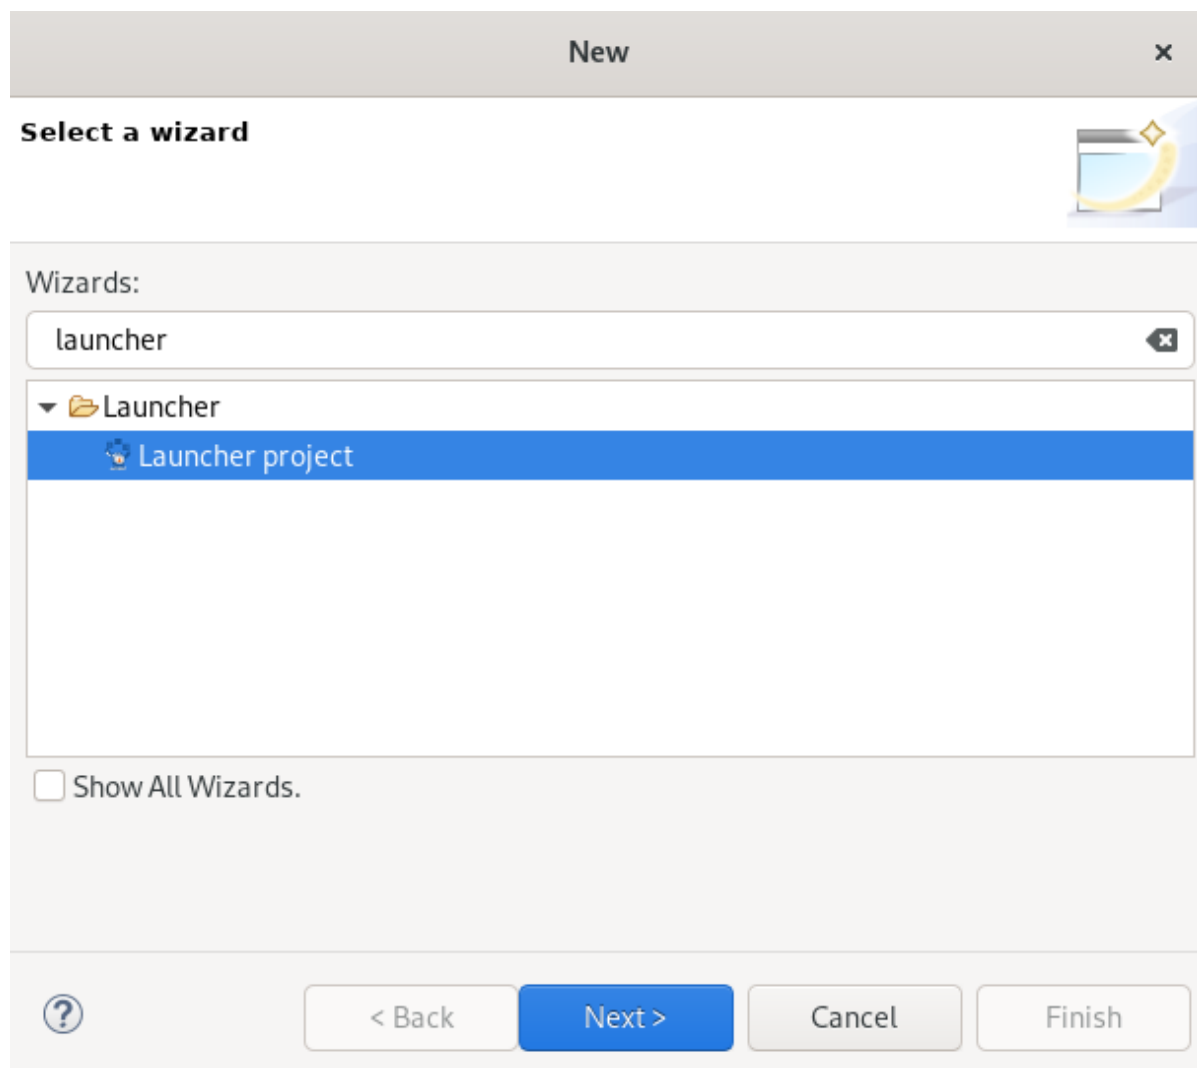 New
Select a wizard
Wizards:
launcher
Launcher
Launcher project
Show All Wizards.
< Back Next > Cancel Finish